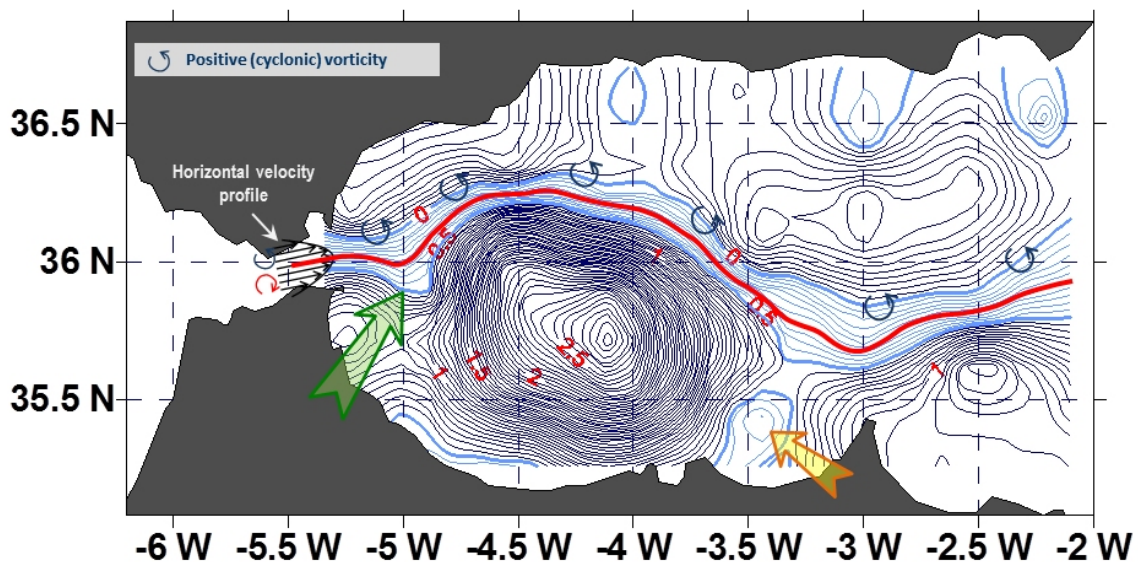 Positive (cyclonic) vorticity
36.5 N
Horizontal velocity
profile
0
0.5
1
0
36 N
0.5
2.5
1.5
1
2
1
35.5 N
-6 W
-5.5 W
-5 W
-4.5 W
-4 W
-3.5 W
-3 W
-2.5 W
-2 W